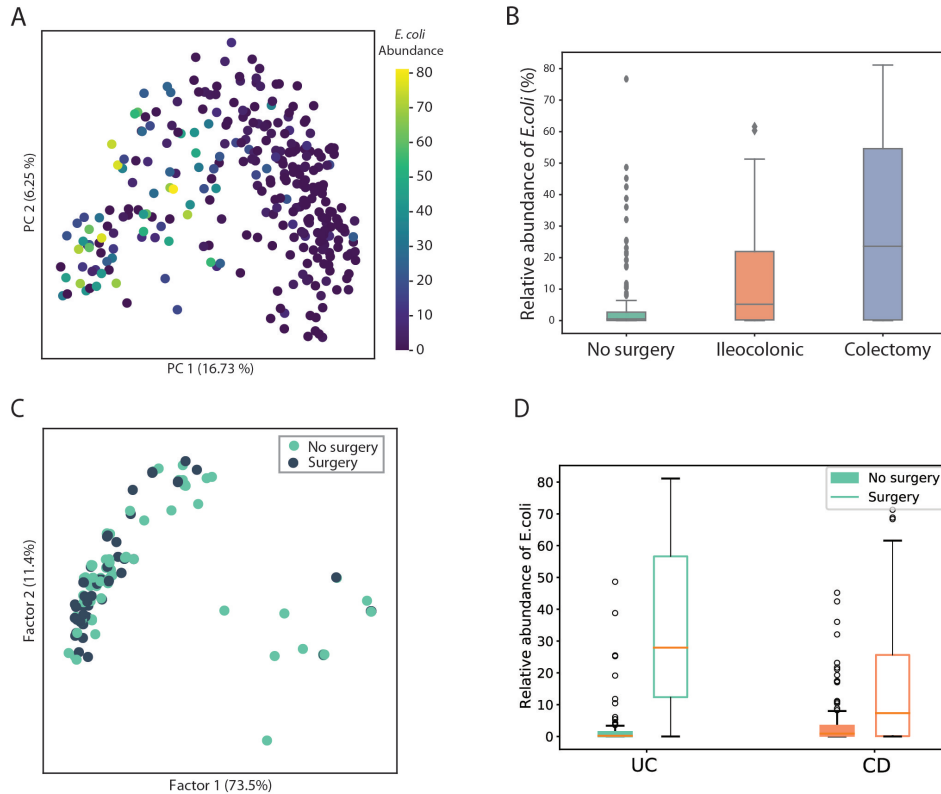 A
E. coli
Abundance
80
70
60
50
40
30
20
10
0
PC 2 (6.25 %)
PC 1 (16.73 %)
B
Relative abundance of E.coli (%)
80
70
60
50
40
30
20
10
0
No surgery Ileocolonic Colectomy
C
No surgery
Surgery
Factor 2 (11.4%)
Factor 1 (73.5%)
D
Relative abundance of E.coli
80
70
60
50
40
30
20
10
0
No surgery
Surgery
UC CD